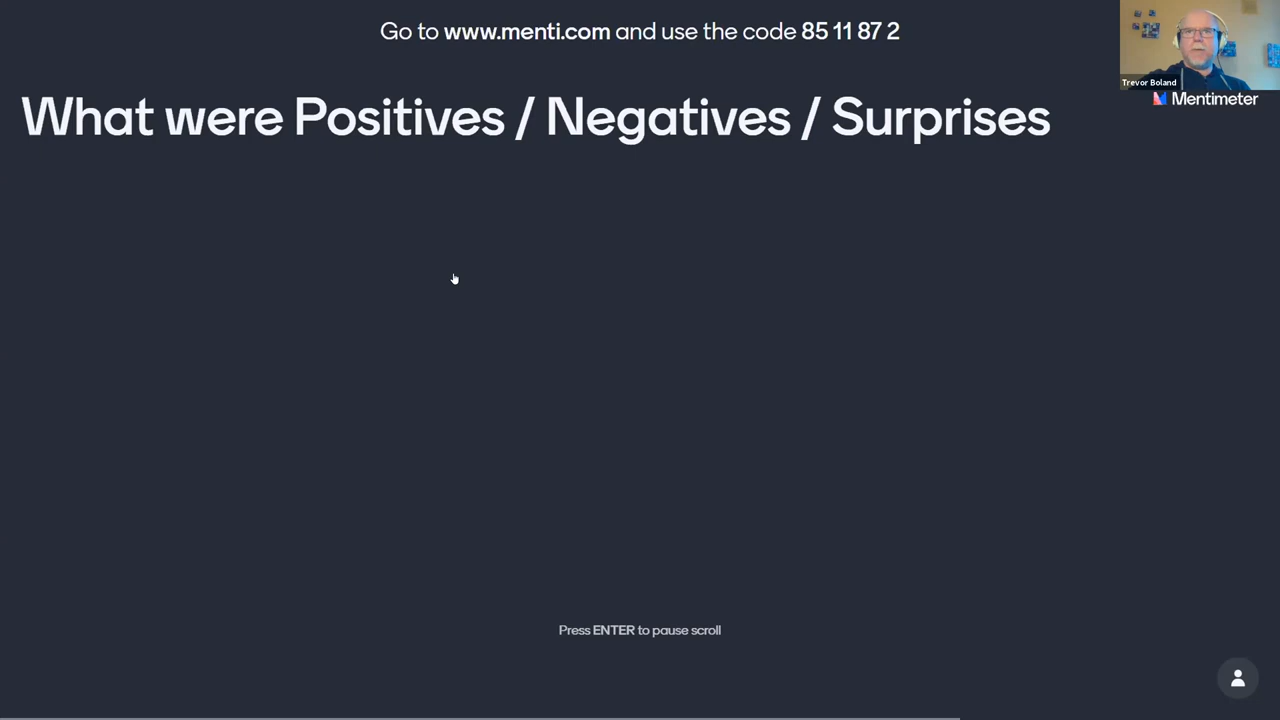 Go to www.menti.com and use the code 85 11 87 2
Trevor Boland
Mentimeter
What were Positives / Negatives / Surprises
Press ENTER to pause scroll